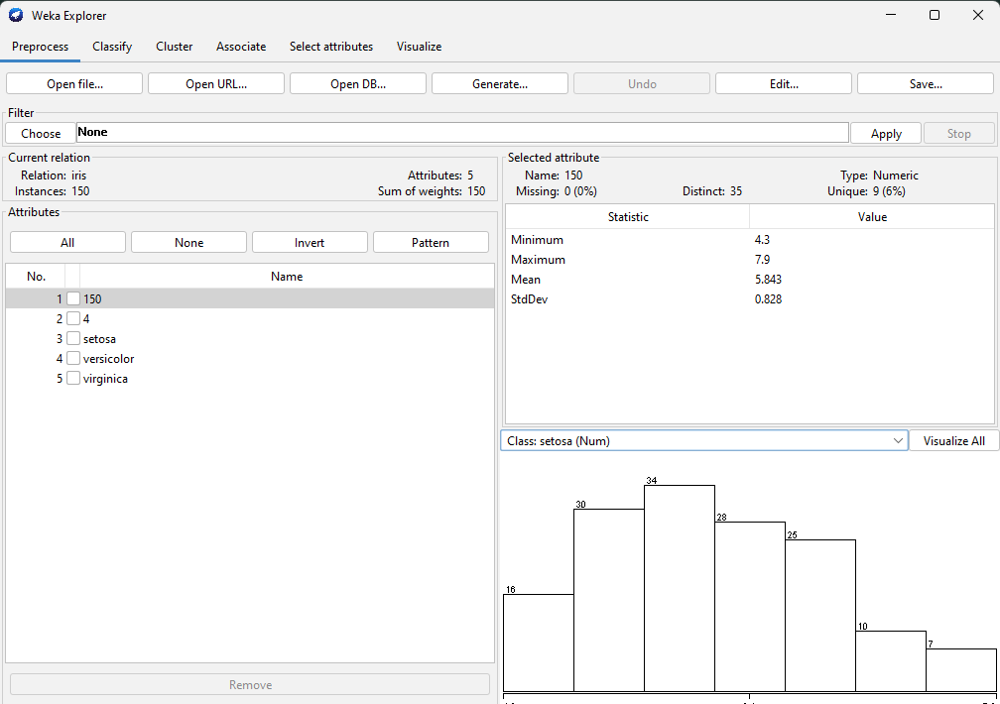 Weka Explorer
Preprocess Classify Cluster Associate Select attributes Visualize
Open file... Open URL... Open DB... Generate... Undo Edit... Save...
Filter
Choose None Apply Stop
Current relation
Relation: iris Attributes: 5
Instances: 150 Sum of weights: 150
Attributes
All None Invert Pattern
No. Name
1 150
2 4
3 setosa
4 versicolor
5 virginica
Remove
Selected attribute
Name: 150 Type: Numeric
Missing: 0 (0%) Distinct: 35 Unique: 9 (6%)
Statistic Value
Minimum 4.3
Maximum 7.9
Mean 5.843
StdDev 0.828
Class: setosa (Num) Visualize All
16 30 34 28 25 10 7